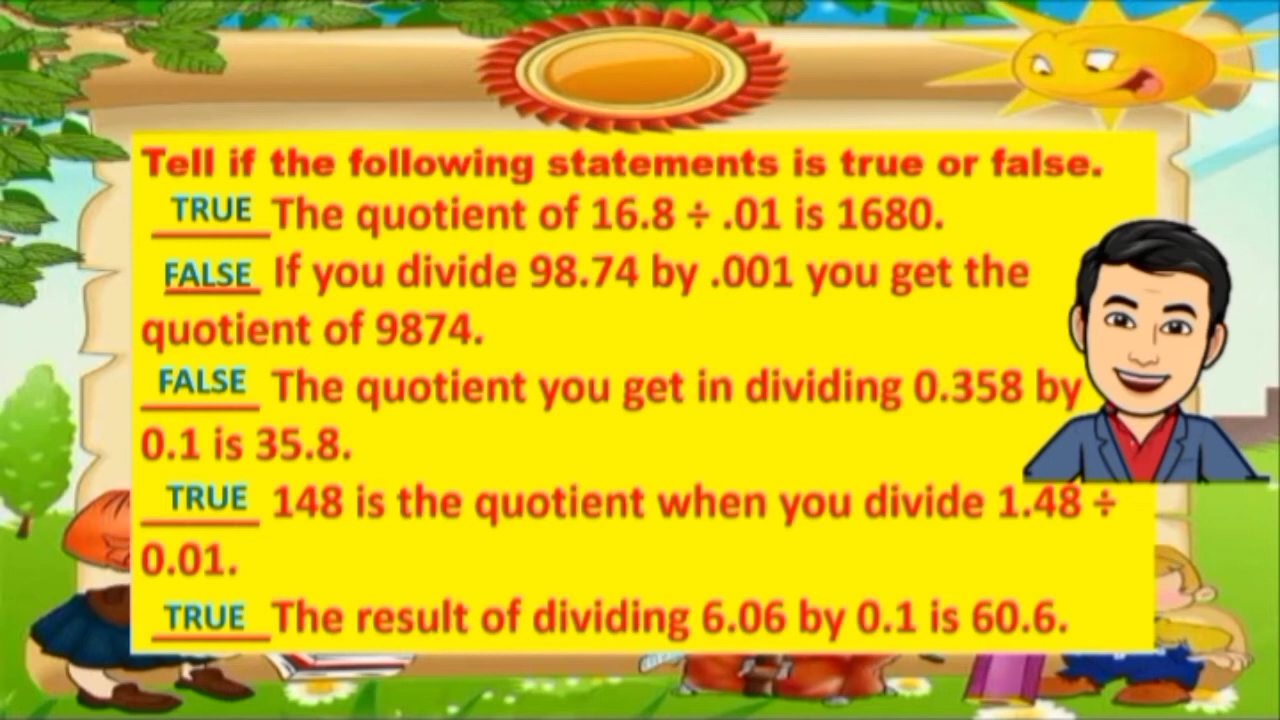 Tell if the following statements is true or false.
TRUE The quotient of 16.8 ÷ .01 is 1680.
FALSE If you divide 98.74 by .001 you get the
quotient of 9874.
FALSE The quotient you get in dividing 0.358 by
0.1 is 35.8.
TRUE 148 is the quotient when you divide 1.48 ÷
0.01.
TRUE The result of dividing 6.06 by 0.1 is 60.6.